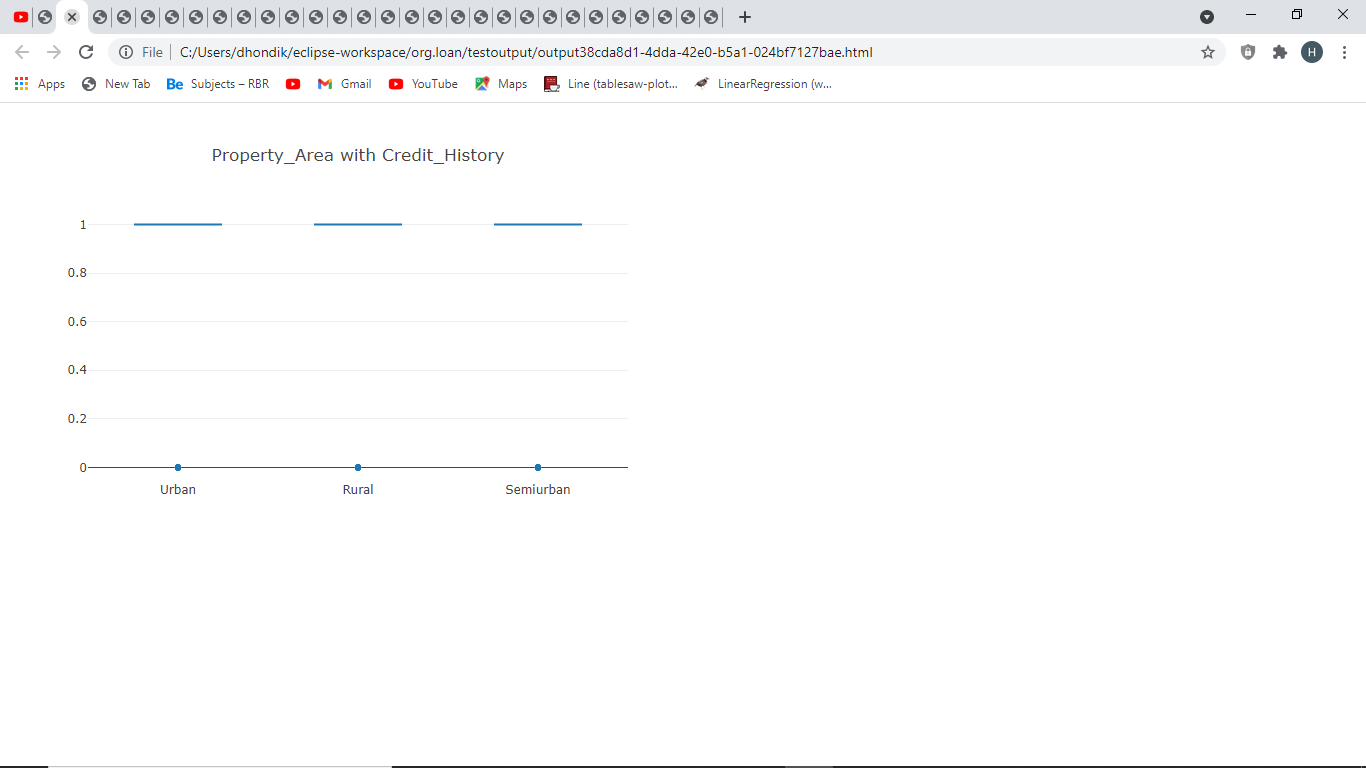 File
C:/Users/dhondik/eclipse-workspace/org.loan/testoutput/output38cda8d1-4dda-42e0-b5a1-024bf7127bae.html
H
Apps New Tab Be Subjects – RBR Gmail YouTube Maps Line (tablesaw-plot... LinearRegression (w...
Property_Area with Credit_History
1
0.8
0.6
0.4
0.2
0
Urban Rural Semiurban